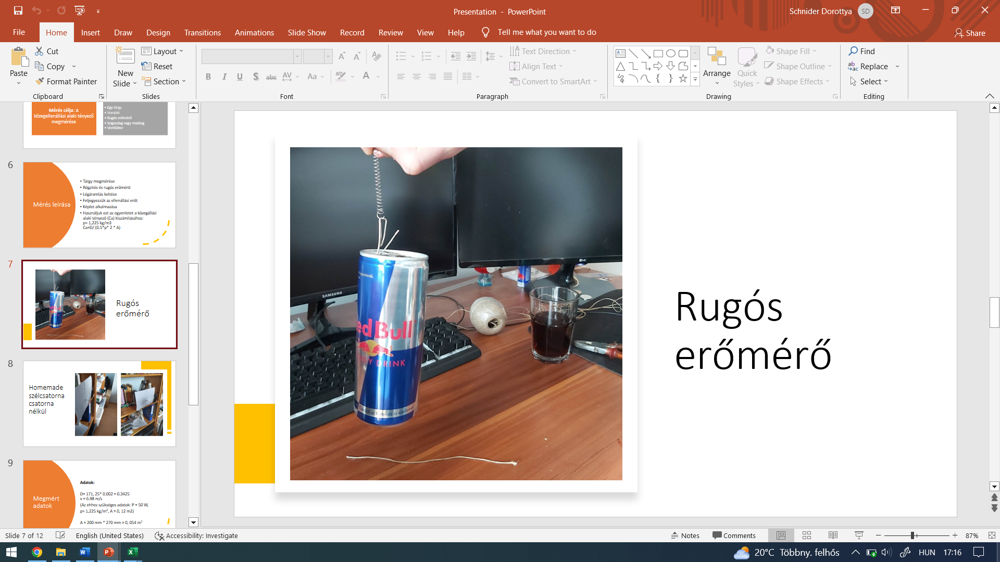 Presentation - PowerPoint
Schnider Dorottya
SD
File
Home
Insert
Draw
Design
Transitions
Animations
Slide Show
Record
Review
View
Help
Tell me what you want to do
Share
Paste
Cut
Copy
Format Painter
Clipboard
New Slide
Layout
Reset
Section
Slides
B I U S abc AV Aa A
Font
Text Direction
Align Text
Convert to SmartArt
Paragraph
Arrange
Quick Styles
Shape Fill
Shape Outline
Shape Effects
Drawing
Find
Replace
Select
Editing
Mérés célja: A
közegellenállási alaki tényező
megmérése
• Egy tárgy
• Vonalzó
• Rugós erőmérő
• Szigszalag vagy madzag
• Ventilátor
6
Mérés leírása
• Tárgy megmérése
• Rögzítés és rugós erőmérő
• Légáramlás keltése
• Feljegyezzük az ellenállási erőt
• Képlet alkalmazása
• Használjuk ezt az egyenletet a közegállási
alaki tényező (Ca) kiszámításához:
p= 1,225 kg/m3
Ca=D/ (0.5*p* 2 * A)
7
Rugós
erőmérő
8
Homemade
szélcsatorna
csatorna
nélkül
9
Megmért
adatok
Adatok:
D= 171, 25* 0.002 = 0.3425
v = 6.98 m/s
(Az ehhez szükséges adatok: P = 50 W,
p= 1,225 kg/m³, A = 0, 12 m2)
A = 200 mm * 270 mm = 0, 054 m²
SAMSUNG
LG
edBull
GY DRINK
Rugós
erőmérő
Slide 7 of 12
English (United States)
Accessibility: Investigate
Notes
Comments
87%
20°C Többny. felhős
HUN
17:16